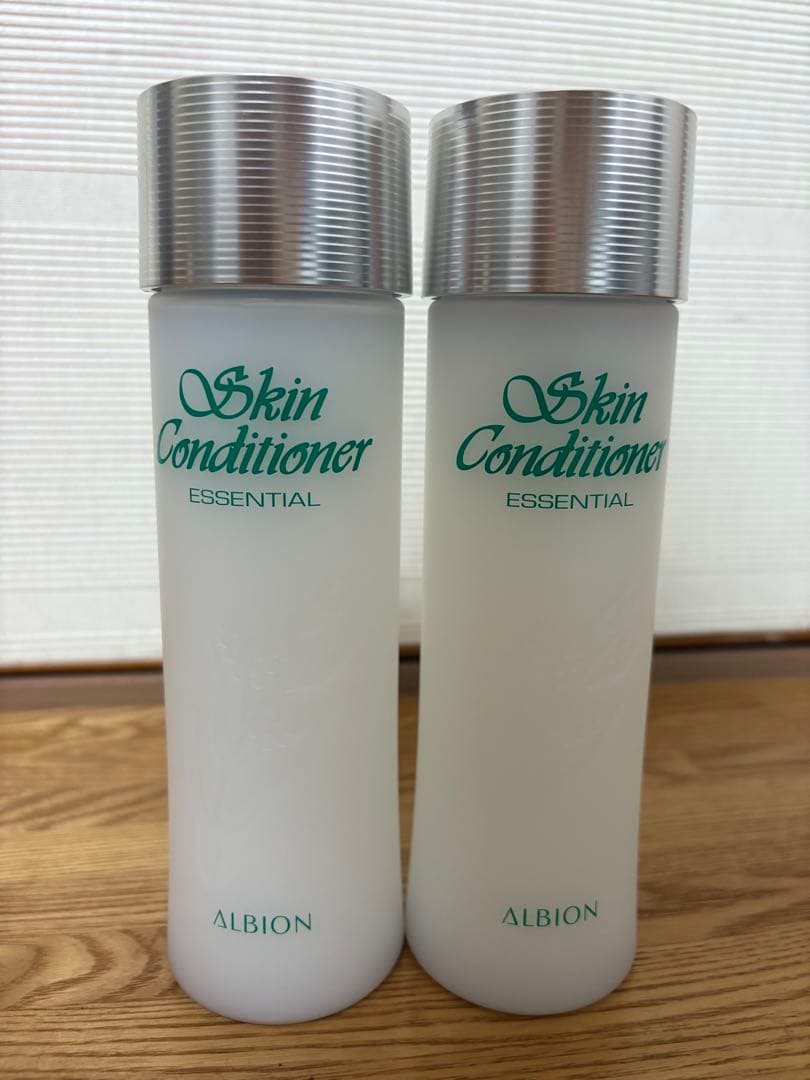 Skin
Conditioner
ESSENTIAL
ALBION
Skin
Conditioner
ESSENTIAL
ALBION